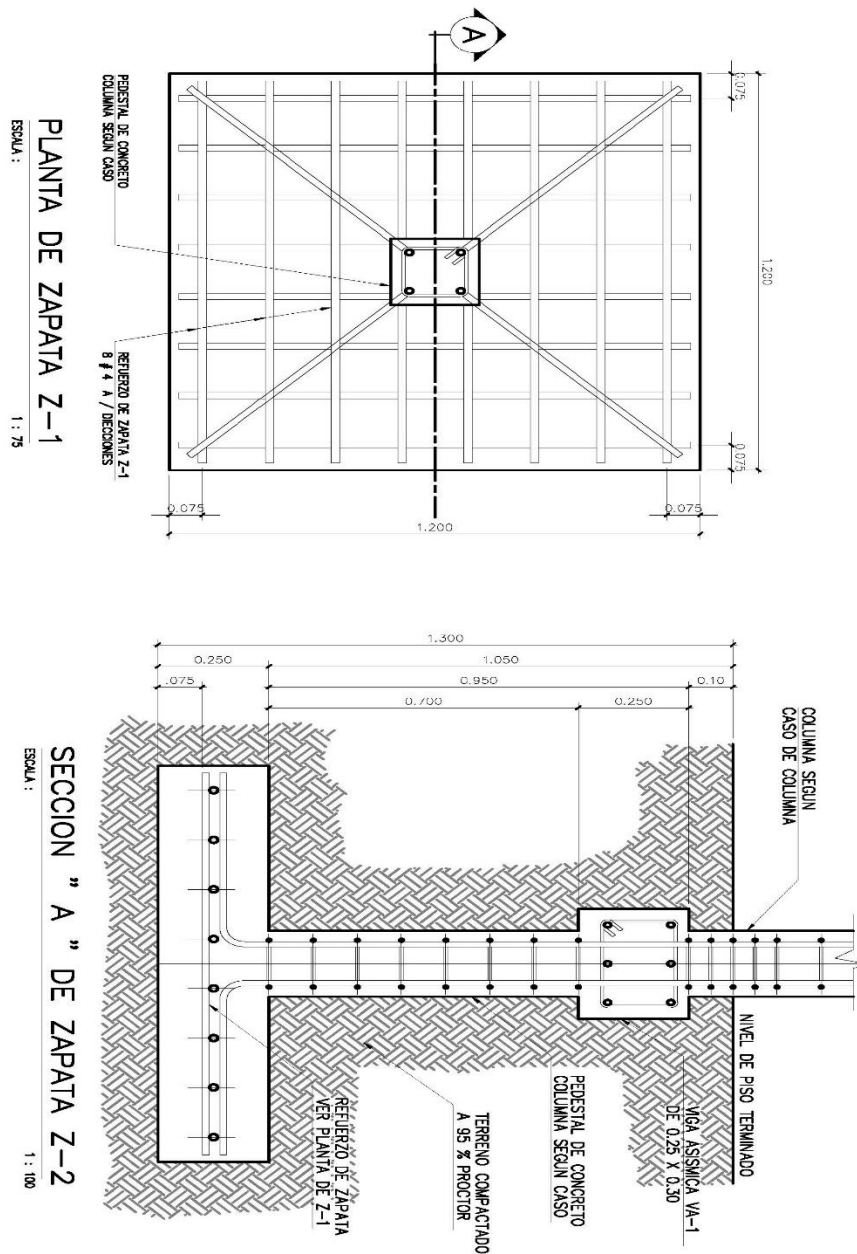 A
0.075
1.200
0.075
0.075
1.200
0.075
PEDESTAL DE CONCRETO
COLUMNA SEGUN CASO
REFUERZO DE ZAPATA Z-1
8 # 4 A / DIECCIONES
PLANTA DE ZAPATA Z-1
ESCALA :
1 : 75
1.300
0.250
1.050
.075
0.950
0.10
0.700
0.250
COLUMNA SEGUN
CASO DE COLUMNA
NIVEL DE PISO TERMINADO
VIGA ASISMICA VA-1
DE 0.25 X 0.30
PEDESTAL DE CONCRETO
COLUMNA SEGUN CASO
TERRENO COMPACTADO
A 95 % PROCTOR
REFUERZO DE ZAPATA
VER PLANTA DE Z-1
SECCION " A " DE ZAPATA Z-2
ESCALA :
1 : 100